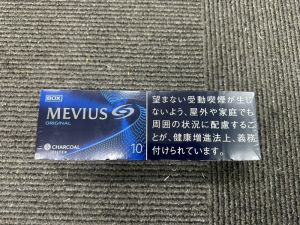 BOX
MEVIUS
ORIGINAL
CHARCOAL
FILTER
10
望まない受動喫煙が生じ
ないよう、屋外や家庭でも
周囲の状況に配慮するこ
とが、健康増進法上、義務
付けられています。